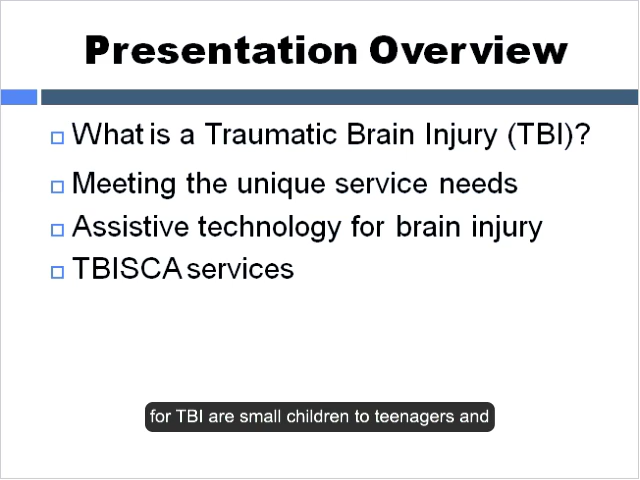 Presentation Overview
What is a Traumatic Brain Injury (TBI)?
Meeting the unique service needs
Assistive technology for brain injury
TBISCA services
for TBI are small children to teenagers and